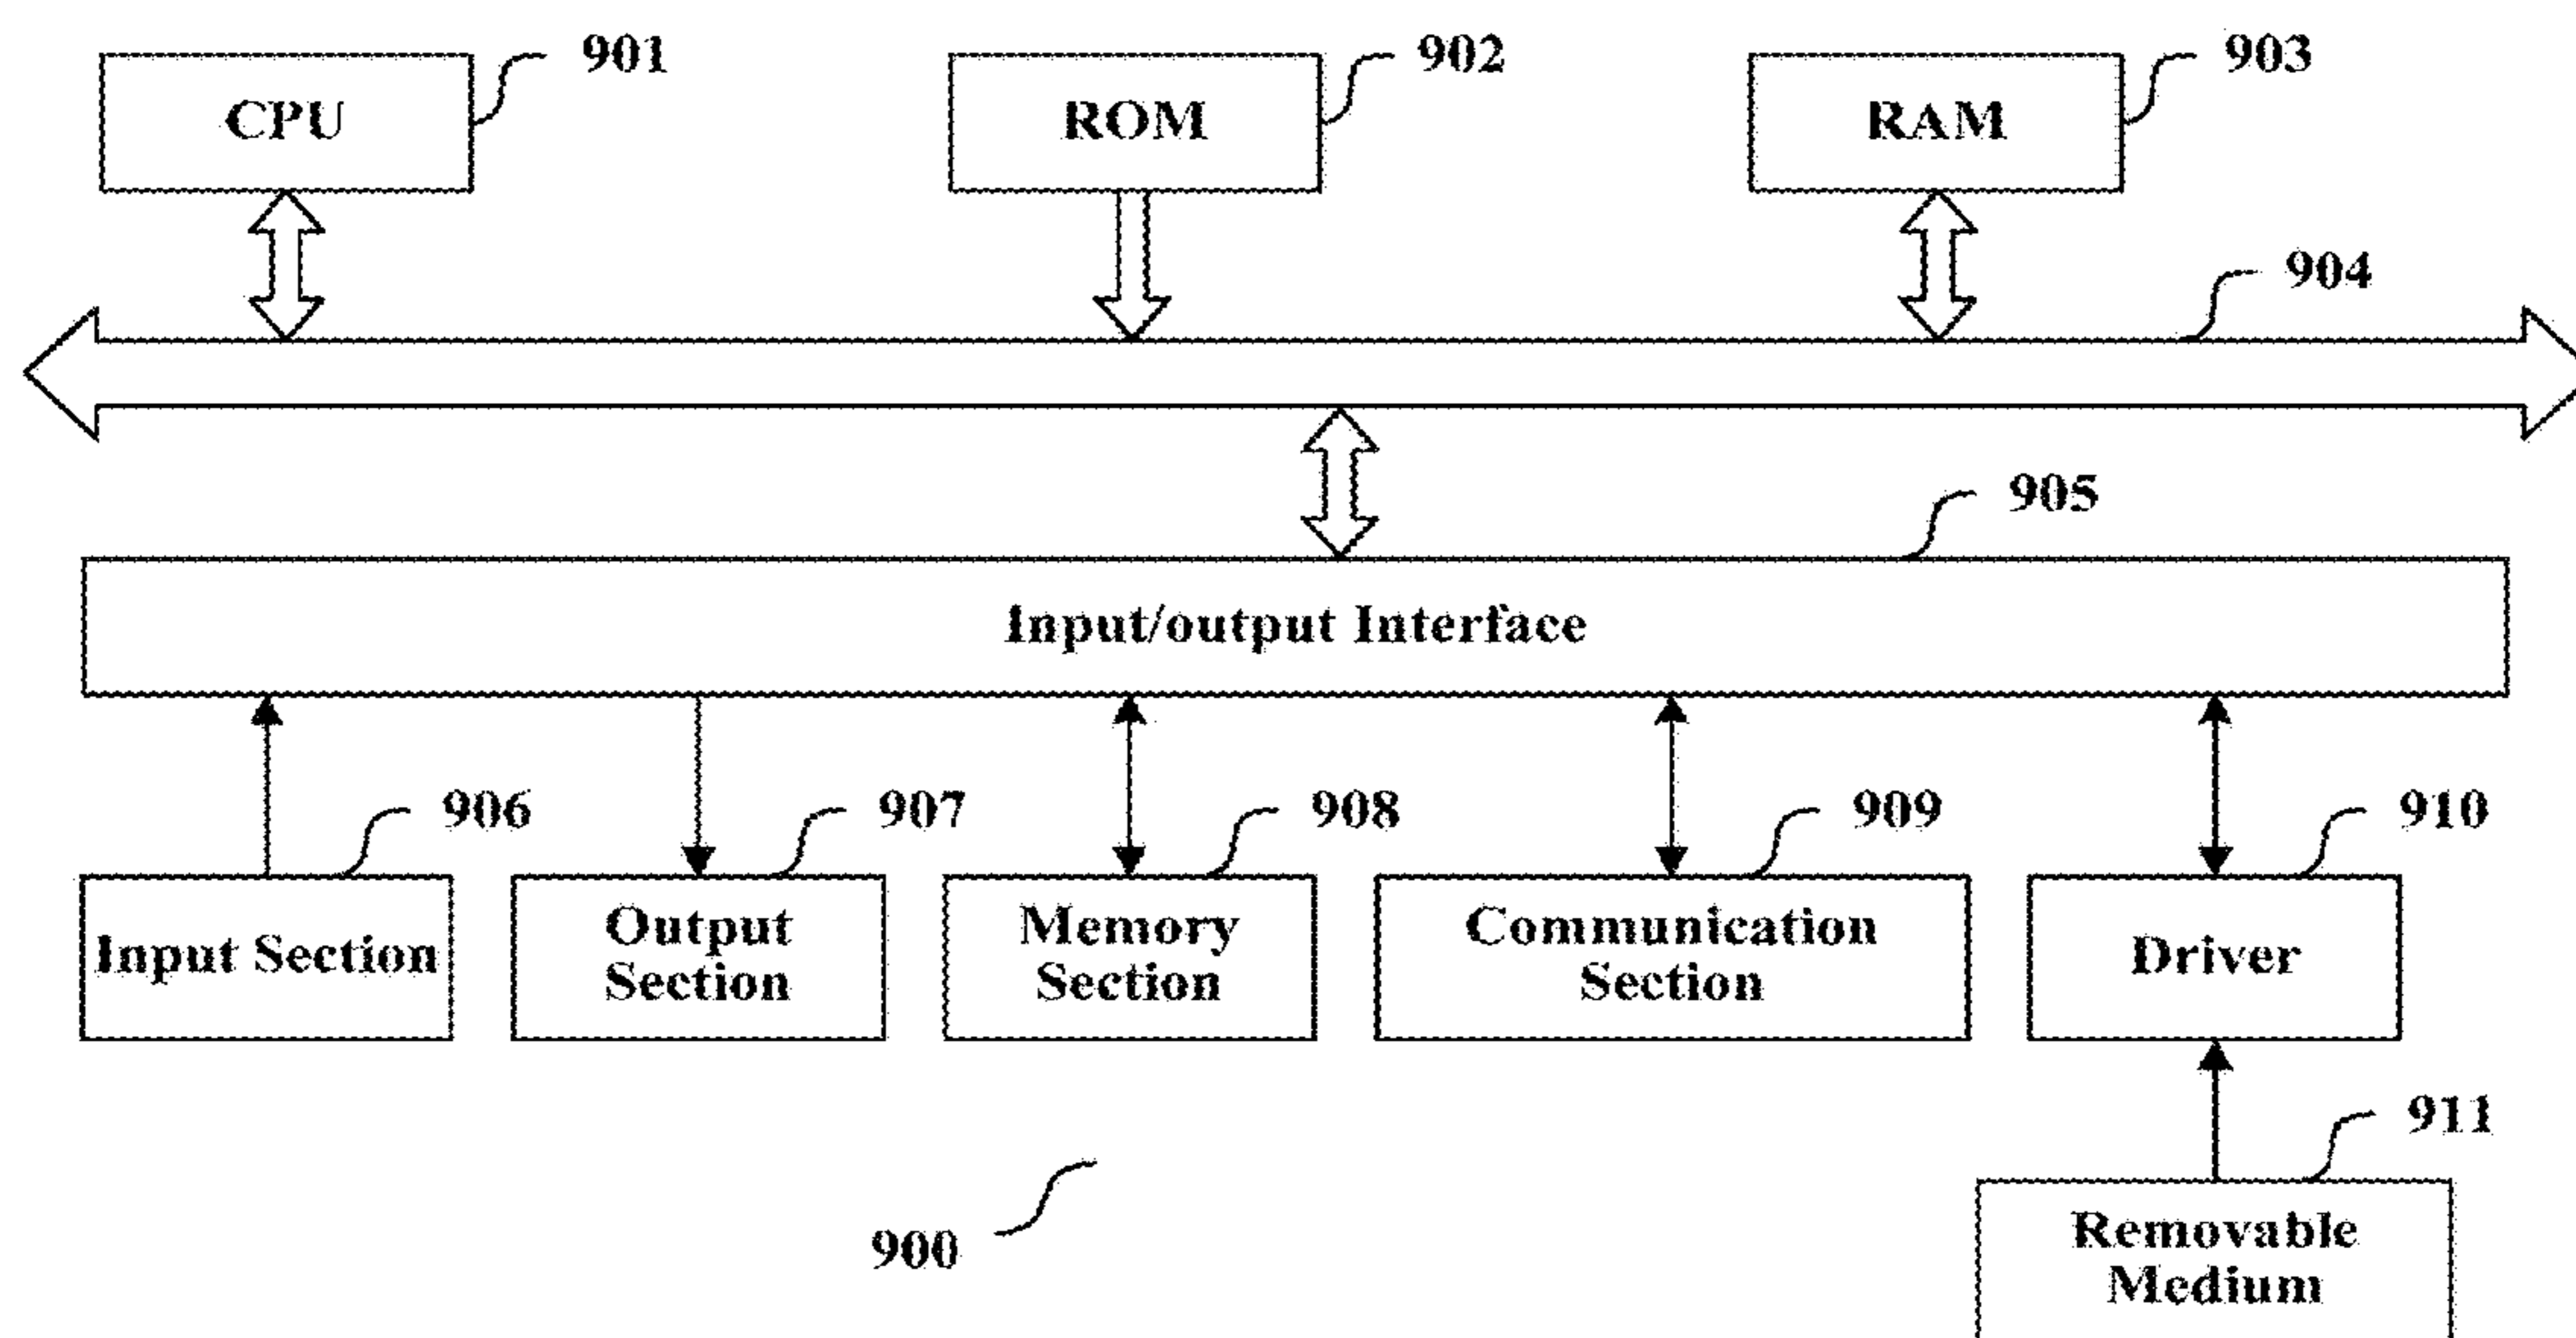 901
902
903
CPU
ROM
RAM
904
905
Input/output Interface
906
907
908
909
910
Input Section
Output
Section
Memory
Section
Communication
Section
Driver
911
900
Removable
Medium